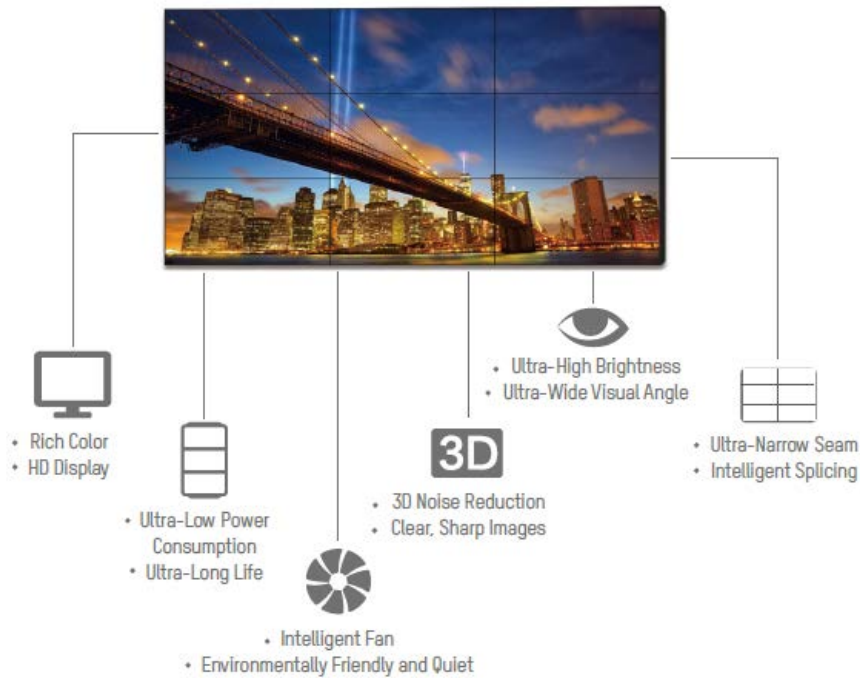 • Ultra-High Brightness
• Ultra-Wide Visual Angle
• Rich Color
• HD Display
• Ultra-Narrow Seam
• Intelligent Splicing
3D
• 3D Noise Reduction
• Clear, Sharp Images
• Ultra-Low Power
Consumption
• Ultra-Long Life
• Intelligent Fan
• Environmentally Friendly and Quiet